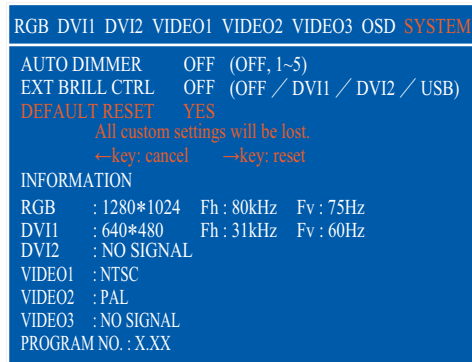 RGB DVI1 DVI2 VIDEO1 VIDEO2 VIDEO3 OSD SYSTEM
AUTO DIMMER OFF (OFF, 1~5)
EXT BRILL CTRL OFF (OFF／DVI1／DVI2／USB)
DEFAULT RESET YES
All custom settings will be lost.
←key: cancel →key: reset
INFORMATION
RGB : 1280*1024 Fh : 80kHz Fv : 75Hz
DVI1 : 640*480 Fh : 31kHz Fv : 60Hz
DVI2 : NO SIGNAL
VIDEO1 : NTSC
VIDEO2 : PAL
VIDEO3 : NO SIGNAL
PROGRAM NO. : X.XX